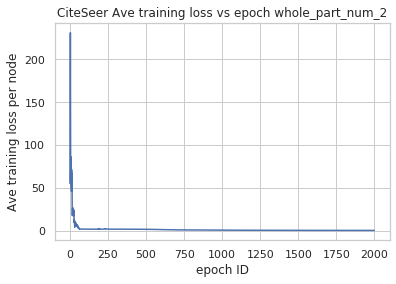 CiteSeer Ave training loss vs epoch whole_part_num_2
Ave training loss per node
200
150
100
50
0
0 250 500 750 1000 1250 1500 1750 2000
epoch ID